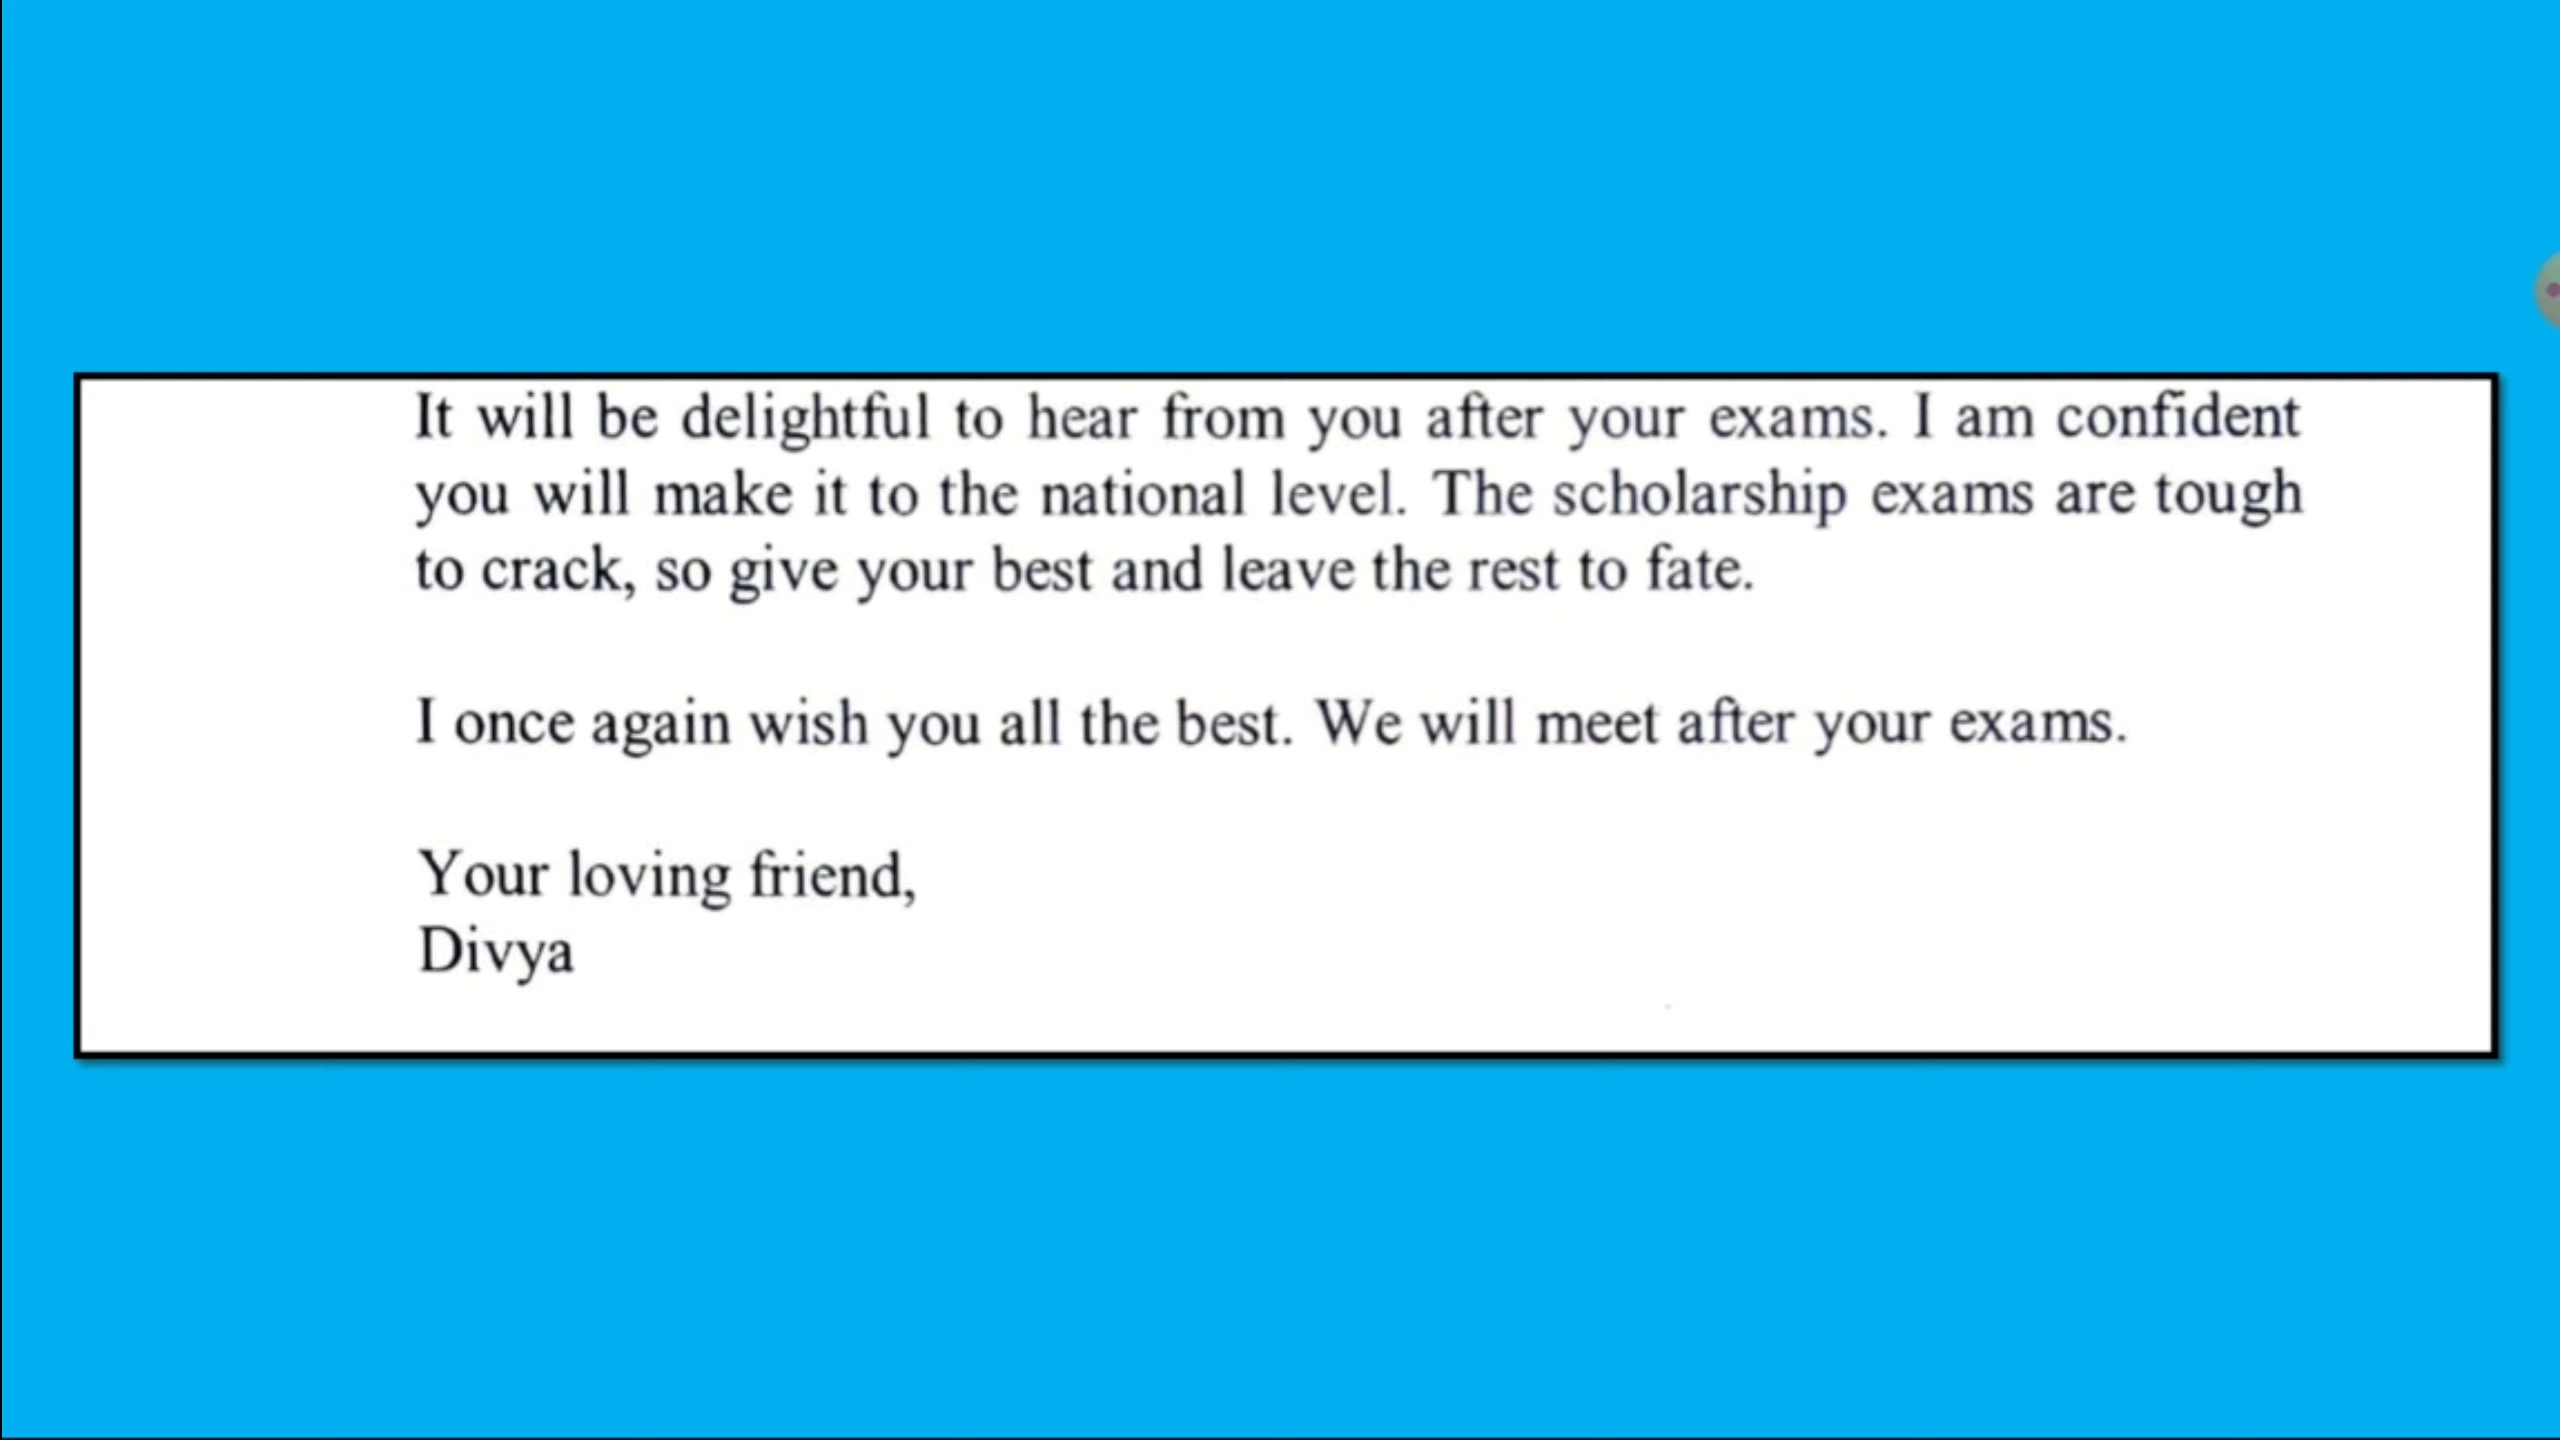 It will be delightful to hear from you after your exams. I am confident
you will make it to the national level. The scholarship exams are tough
to crack, so give your best and leave the rest to fate.
I once again wish you all the best. We will meet after your exams.
Your loving friend,
Divya